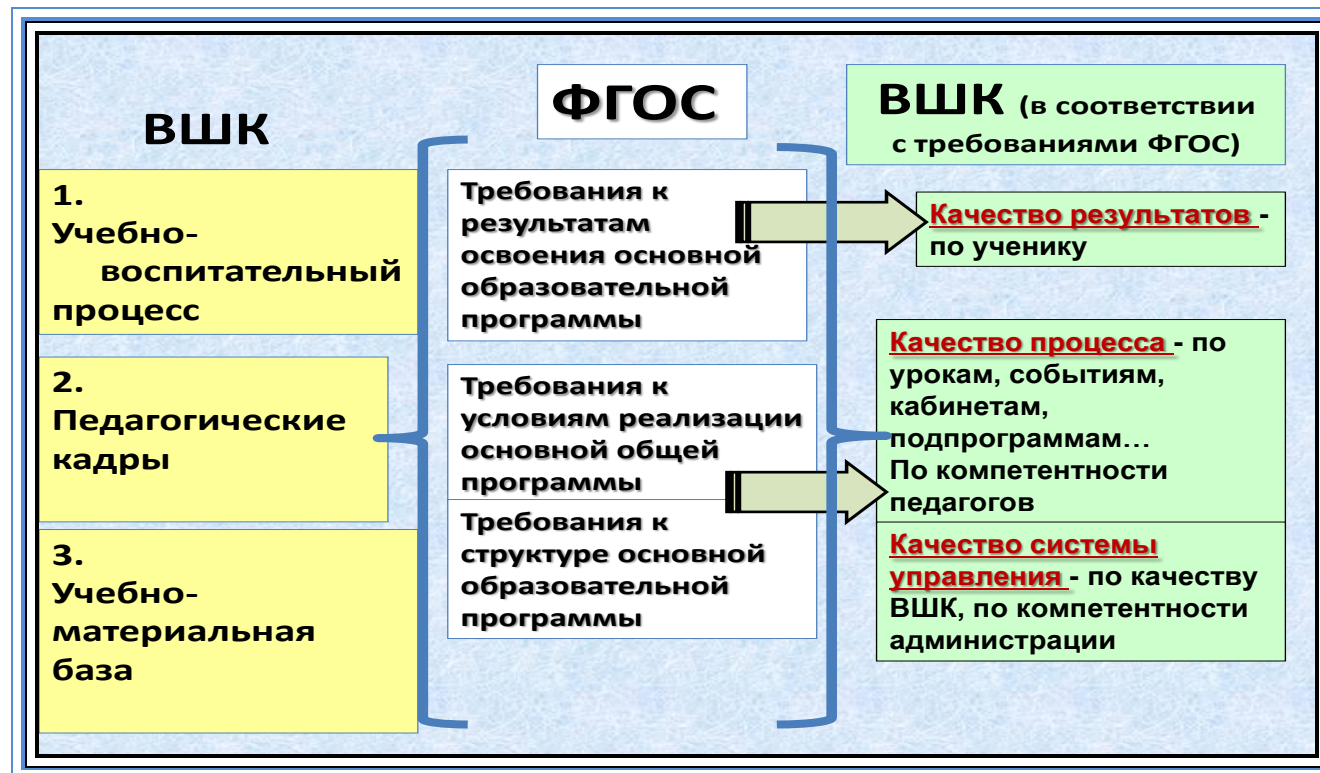 ВШК
1.
Учебно-
воспитательный
процесс
2.
Педагогические
кадры
3.
Учебно-
материальная
база
ФГОС
Требования к
результатам
освоения основной
образовательной
программы
Требования к
условиям реализации
основной общей
программы
Требования к
структуре основной
образовательной
программы
ВШК (в соответствии
с требованиями ФГОС)
Качество результатов -
по ученику
Качество процесса - по
урокам, событиям,
кабинетам,
подпрограммам...
По компетентности
педагогов
Качество системы
управления - по качеству
ВШК, по компетентности
администрации